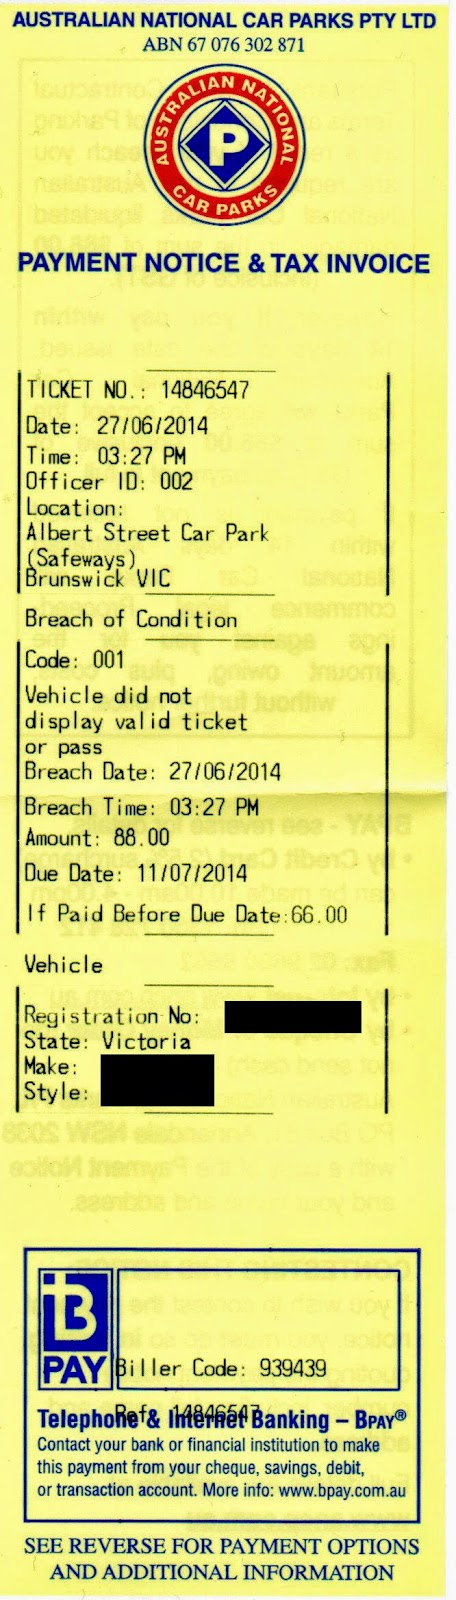 AUSTRALIAN NATIONAL CAR PARKS PTY LTD
ABN 67 076 302 871
AUSTRALIAN NATIONAL
P
CAR PARKS
PAYMENT NOTICE & TAX INVOICE
TICKET NO.: 14846547
Date: 27/06/2014
Time: 03:27 PM
Officer ID: 002
Location:
Albert Street Car Park
(Safeways)
Brunswick VIC
Breach of Condition
Code: 001
Vehicle did not
display valid ticket
or pass
Breach Date: 27/06/2014
Breach Time: 03:27 PM
Amount: 88.00
Due Date: 11/07/2014
If Paid Before Due Date:66.00
Vehicle
Registration No:
State: Victoria
Make:
Style:
B
PAY
Biller Code: 939439
Ref: 14846547
Telephone & Internet Banking – BPAY®
Contact your bank or financial institution to make
this payment from your cheque, savings, debit,
or transaction account. More info: www.bpay.com.au
SEE REVERSE FOR PAYMENT OPTIONS
AND ADDITIONAL INFORMATION